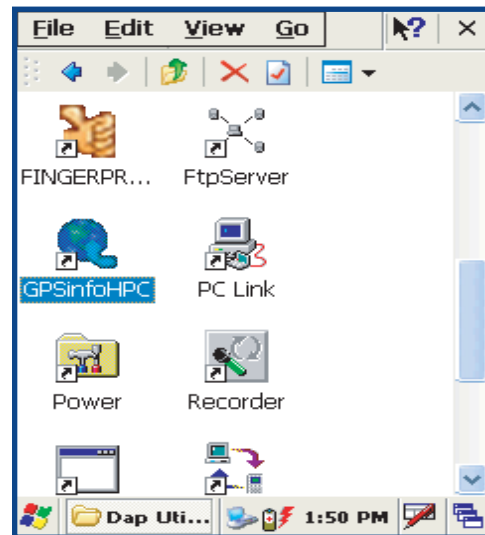 File Edit View Go ? ×
FINGERPR... FtpServer
GPSinfoHPC PC Link
Power Recorder
Dap Uti... 1:50 PM